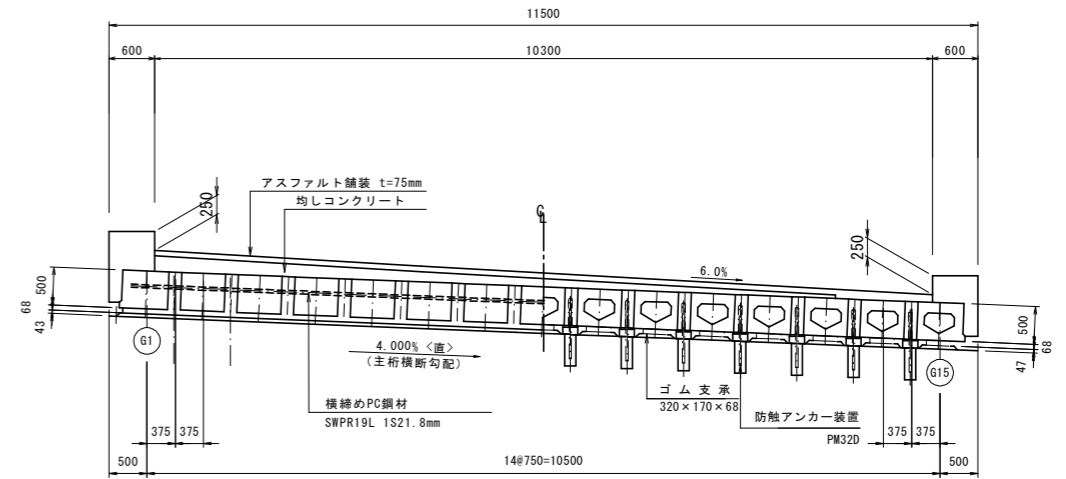 11500
600
10300
600
アスファルト舗装 t=75mm
均しコンクリート
250
℄
250
6.0%
500
68
43
G1
4.000% <直>
(主桁横断勾配)
500
68
47
G15
ゴム支承
320×170×68
横締めPC鋼材
SWPR19L 1S21.8mm
防触アンカー装置
PM32D
375
375
375
375
500
14@750=10500
500